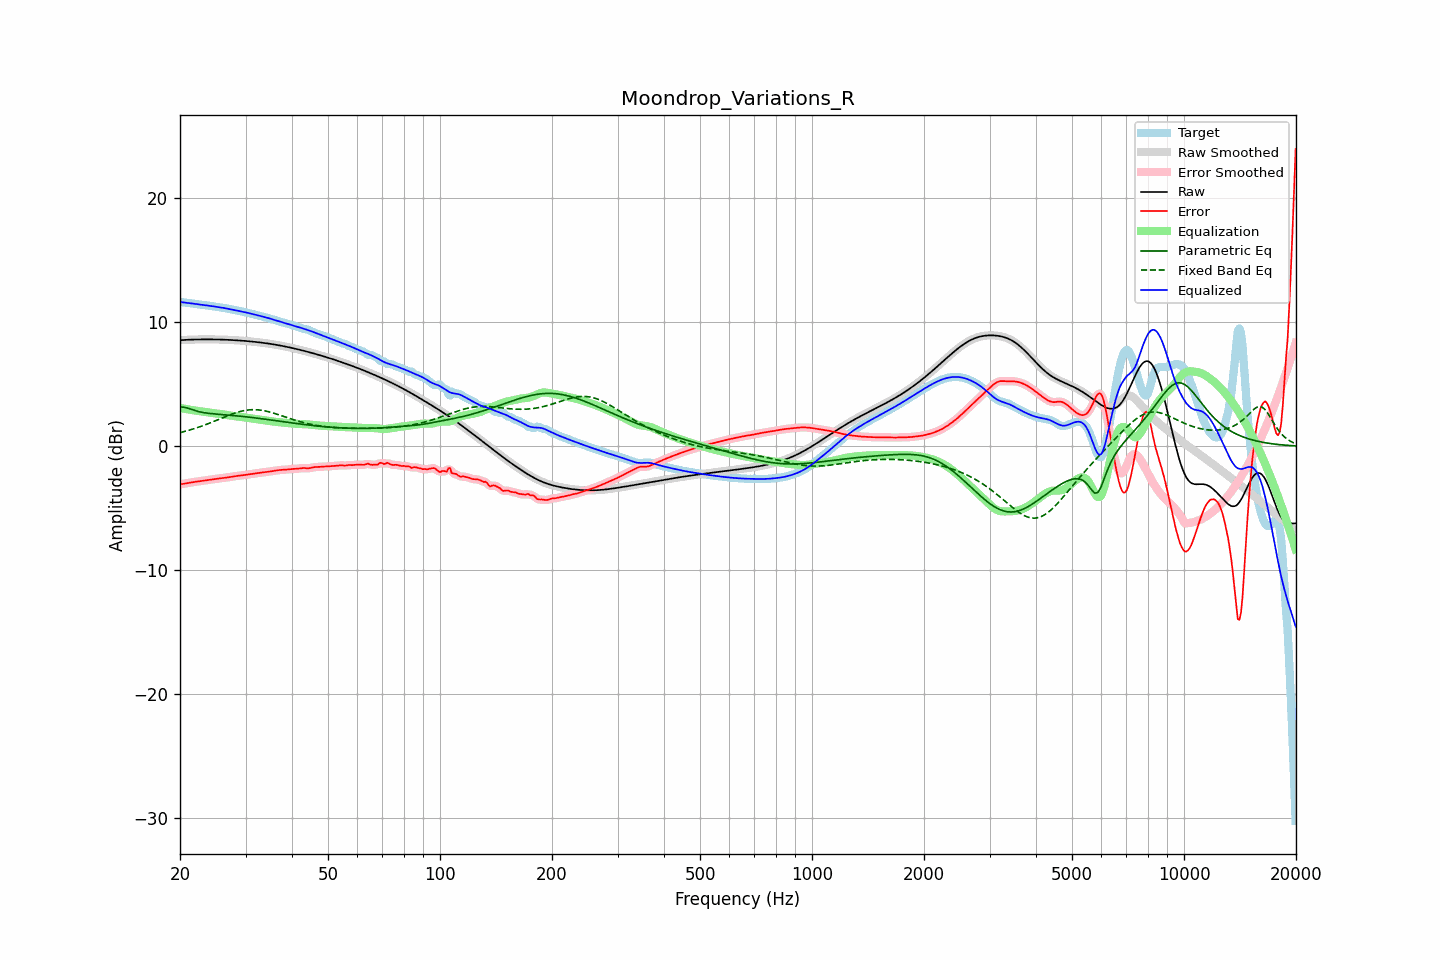 Moondrop_Variations_R
Target
Raw Smoothed
Error Smoothed
Raw
Error
Equalization
Parametric Eq
Fixed Band Eq
Equalized
Amplitude (dBr)
20
10
0
−10
−20
−30
20 50 100 200 500 1000 2000 5000 10000 20000
Frequency (Hz)